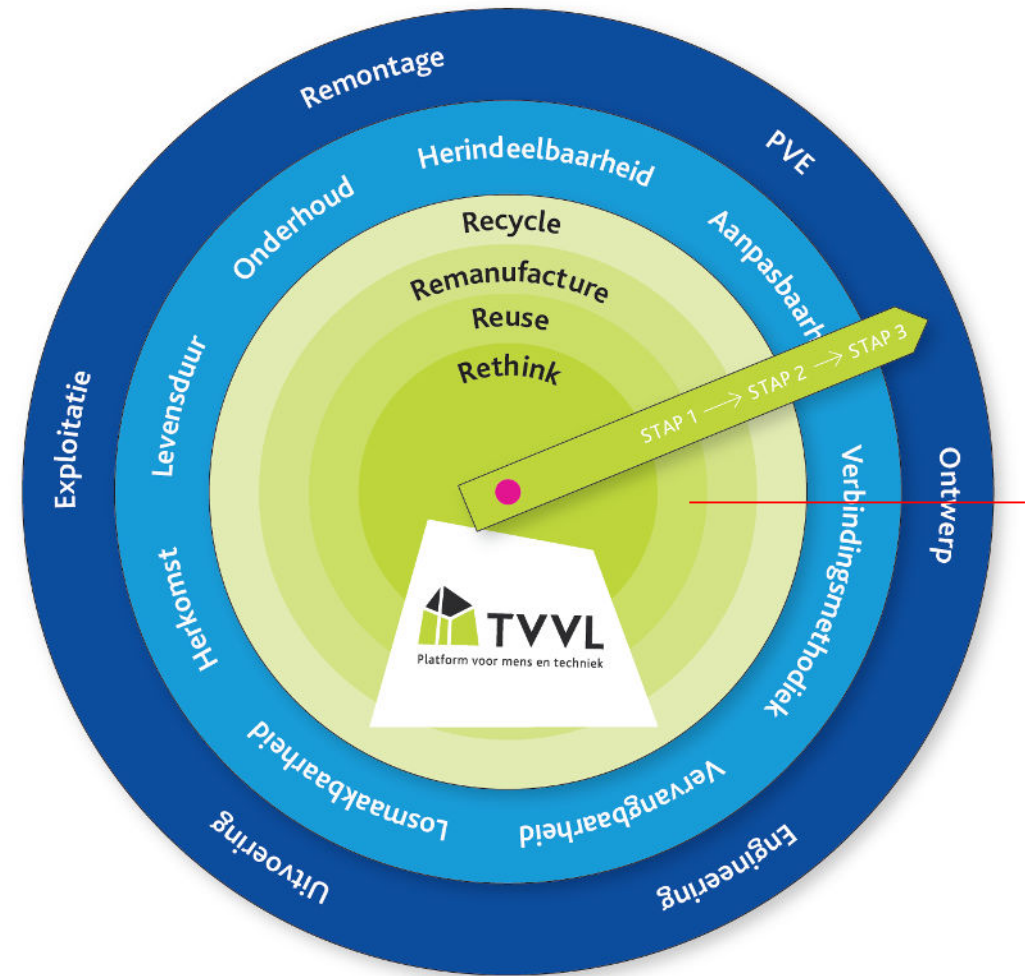 Remontage
PVE
Ontwerp
Engineering
Uitvoering
Exploitatie
Herindeelbaarheid
Aanpasbaarh
Verbindingsmethodiek
Vervangbaarheid
Losmaakbaarheid
Herkomst
Levensduur
Onderhoud
Recycle
Remanufacture
Reuse
Rethink
STAP 1 → STAP 2 → STAP 3
TVVL
Platform voor mens en techniek